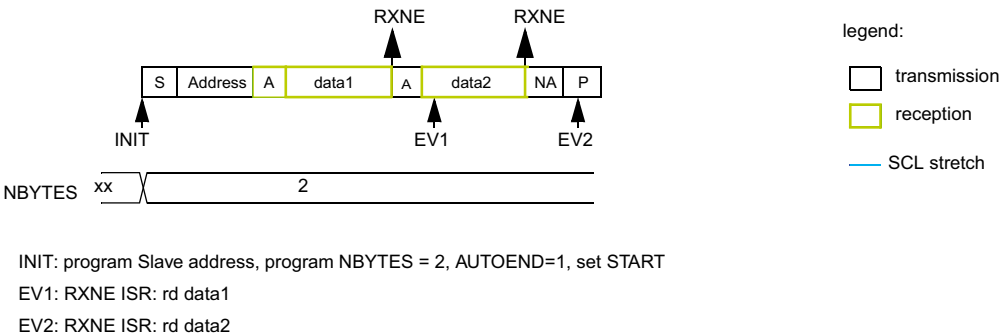 RXNE RXNE
legend:
S Address A data1 A data2 NA P
transmission
reception
INIT EV1 EV2
SCL stretch
NBYTES xx 2
INIT: program Slave address, program NBYTES = 2, AUTOEND=1, set START
EV1: RXNE ISR: rd data1
EV2: RXNE ISR: rd data2